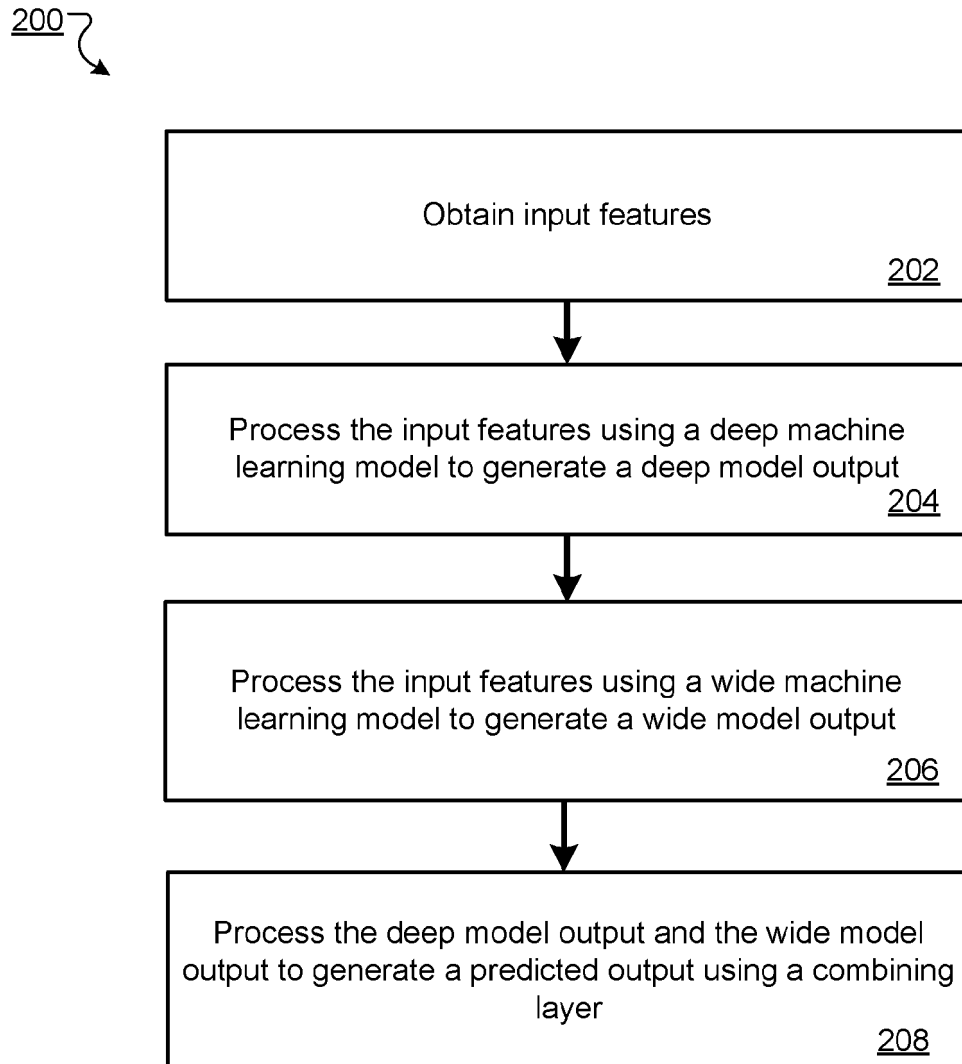 200
Obtain input features
202
Process the input features using a deep machine
learning model to generate a deep model output
204
Process the input features using a wide machine
learning model to generate a wide model output
206
Process the deep model output and the wide model
output to generate a predicted output using a combining
layer
208